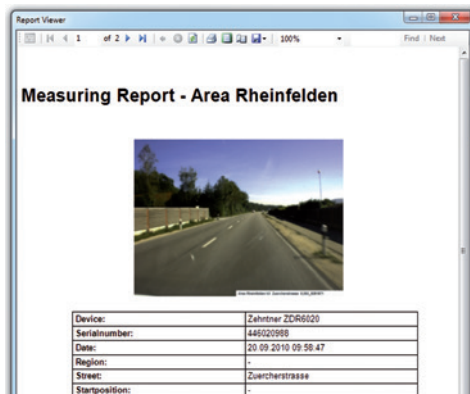 Report Viewer
1 of 2 100% Find | Next
Measuring Report - Area Rheinfelden
Device: Zehntner ZDR6020
Serialnumber: 446020988
Date: 20.09.2010 09:58:47
Region: -
Street: Zuercherstrasse
Startposition: -